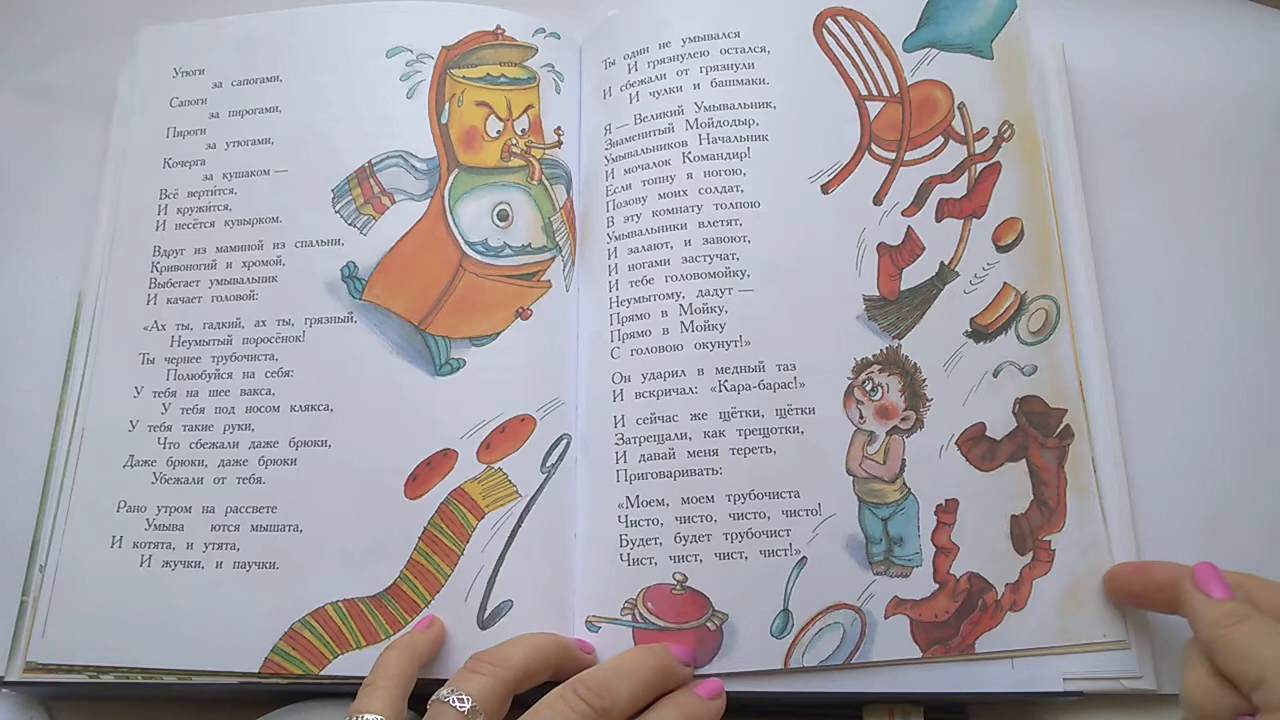 Утюги
за сапогами,
Сапоги
за пирогами,
Пироги
за утюгами,
Кочерга
за кушаком —
Всё вертится,
И кружится,
И несётся кувырком.
Вдруг из маминой из спальни,
Кривоногий и хромой,
Выбегает умывальник
И качает головой:
«Ах ты, гадкий, ах ты, грязный,
Неумытый поросёнок!
Ты чернее трубочиста,
Полюбуйся на себя:
У тебя на шее вакса,
У тебя под носом клякса,
У тебя такие руки,
Что сбежали даже брюки,
Даже брюки, даже брюки
Убежали от тебя.
Рано утром на рассвете
Умыва ются мышата,
И котята, и утята,
И жучки, и паучки.
Ты один не умывался
И грязнулею остался,
И сбежали от грязнули
И чулки и башмаки.
Я — Великий Умывальник,
Знаменитый Мойдодыр,
Умывальников Начальник
И мочалок Командир!
Если топну я ногою,
Позову моих солдат,
В эту комнату толпою
Умывальники влетят,
И залают, и завоют,
И ногами застучат,
И тебе головомойку,
Неумытому, дадут —
Прямо в Мойку,
Прямо в Мойку
С головою окунут!»
Он ударил в медный таз
И вскричал: «Кара-барас!»
И сейчас же щётки, щётки
Затрещали, как трещотки,
И давай меня тереть,
Приговаривать:
«Моем, моем трубочиста
Чисто, чисто, чисто, чисто!
Будет, будет трубочист
Чист, чист, чист, чист!»